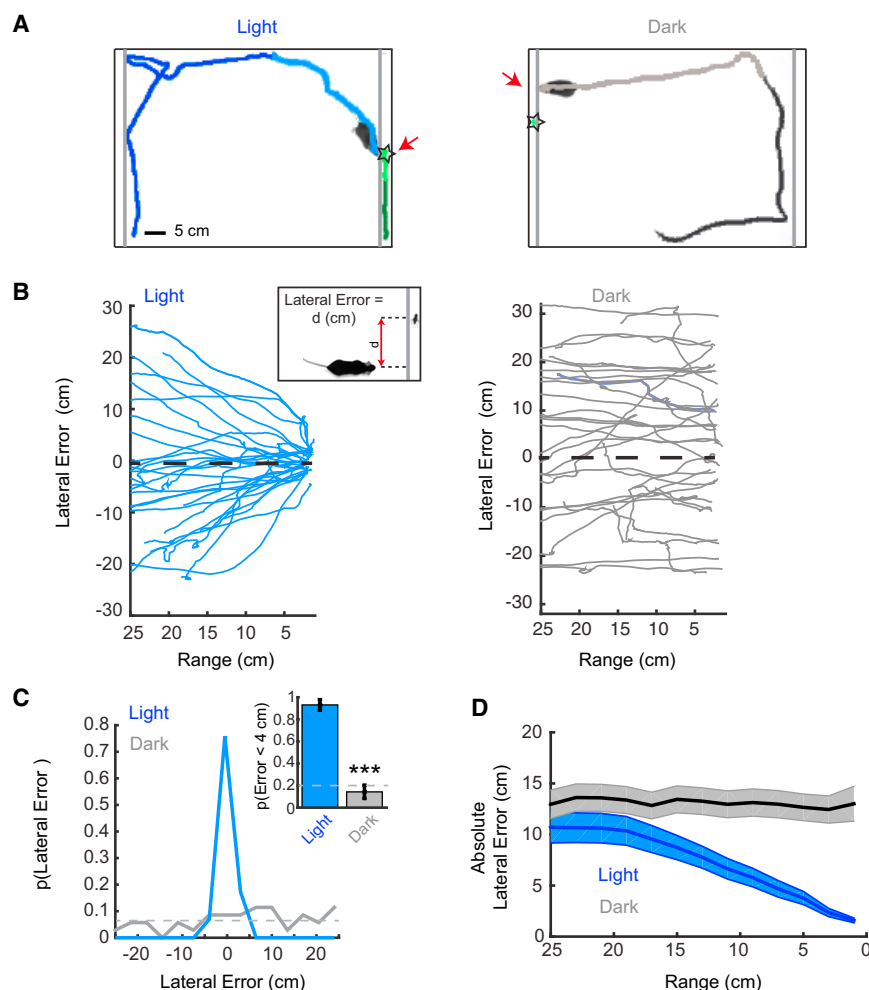 A
Light
Dark
5 cm
B
Light
Lateral Error =
d (cm)
d
Lateral Error (cm)
30
20
10
0
-10
-20
-30
25 20 15 10 5
Range (cm)
Dark
Lateral Error (cm)
30
20
10
0
-10
-20
-30
25 20 15 10 5
Range (cm)
C
Light
Dark
p(Lateral Error )
0.8
0.7
0.6
0.5
0.4
0.3
0.2
0.1
0
-20 -10 0 10 20
Lateral Error (cm)
p(Error < 4 cm)
1
0.8
0.6
0.4
0.2
0
***
Light
Dark
D
Absolute
Lateral Error (cm)
20
15
10
5
0
Light
Dark
25 20 15 10 5 0
Range (cm)